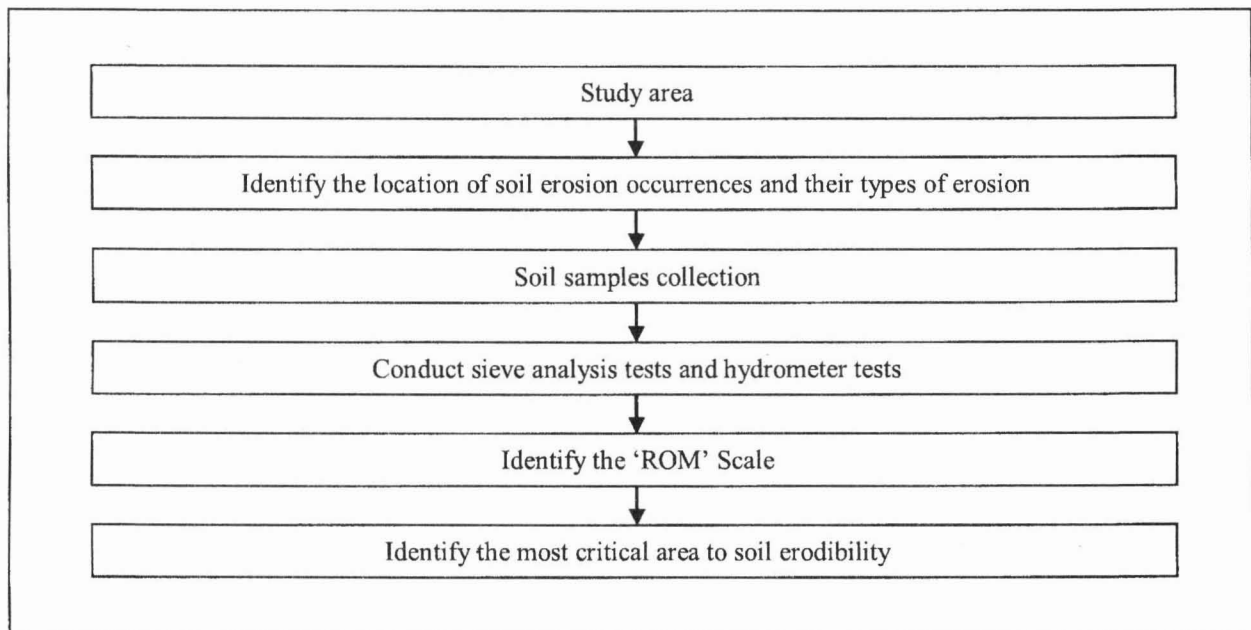 Study area
Identify the location of soil erosion occurrences and their types of erosion
Soil samples collection
Conduct sieve analysis tests and hydrometer tests
Identify the ‘ROM’ Scale
Identify the most critical area to soil erodibility